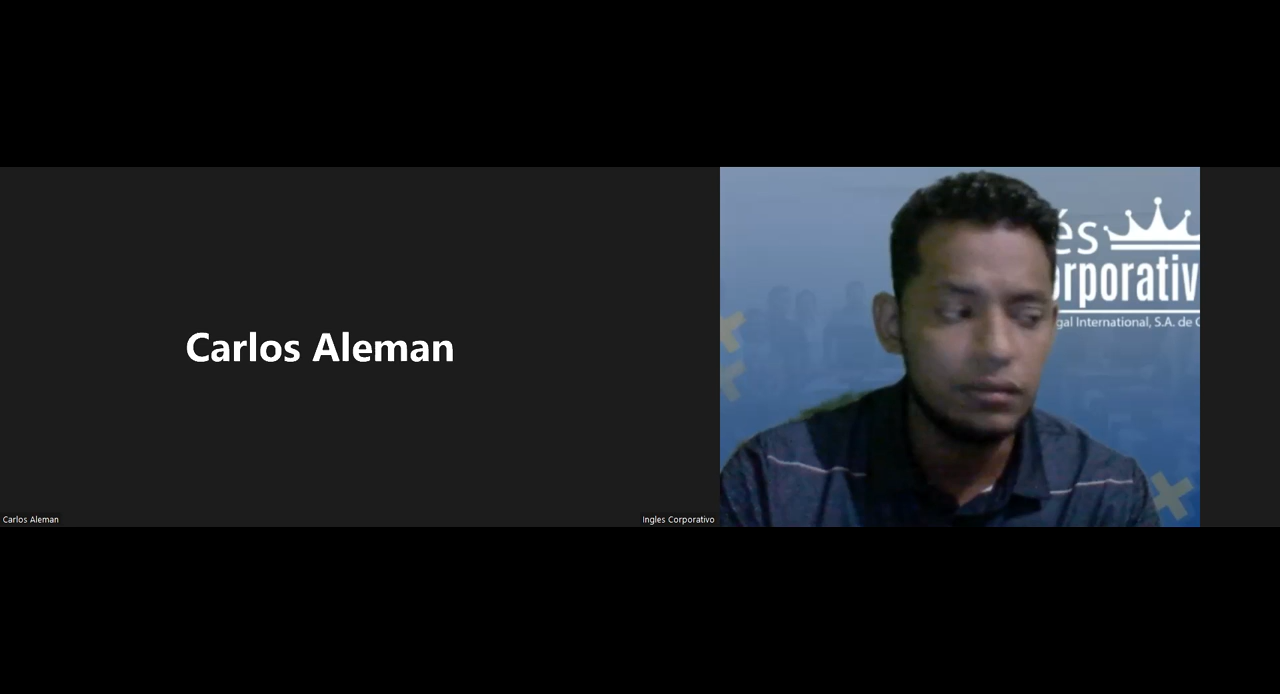 Carlos Aleman
Carlos Aleman
Ingles Corporativo
és
orporativ
gal International, S.A. de C